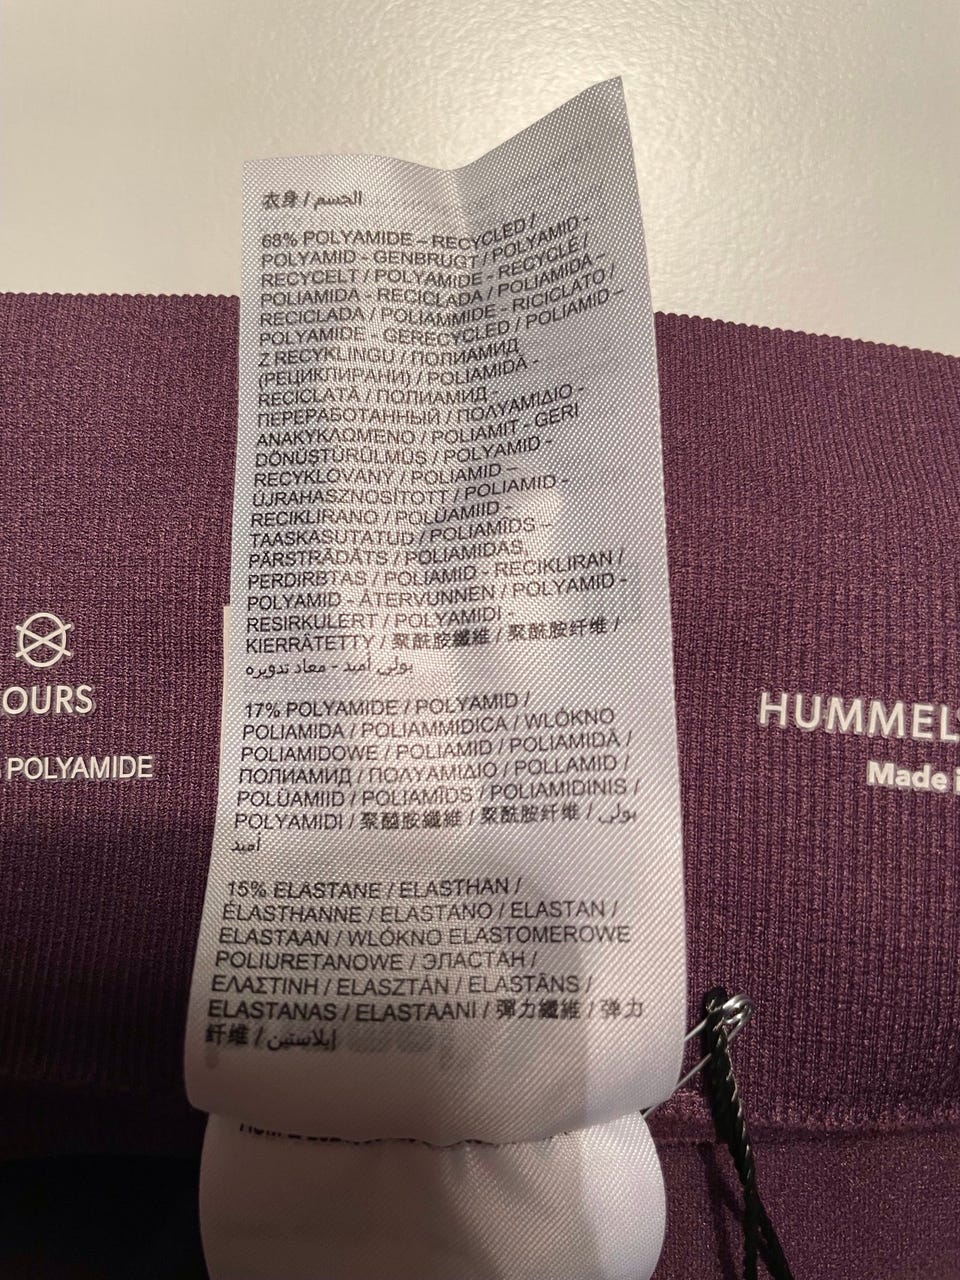 衣身 / الجسم
68% POLYAMIDE – RECYCLED /
POLYAMID - GENBRUGT / POLYAMID -
RECYCELT / POLYAMIDE - RECYCLÉ /
POLIAMIDA - RECICLADA / POLIAMIDA –
RECICLADA / POLIAMMIDE - RICICLATO /
POLYAMIDE - GERECYCLED / POLIAMID –
Z RECYKLINGU / ПОЛИАМИД
(РЕЦИКЛИРАНИ) / POLIAMIDĂ -
RECICLATĂ / ПОЛИАМИД -
ПЕРЕРАБОТАННЫЙ / ΠΟΛΥΑΜΙΔΙΟ -
ΑΝΑΚΥΚΛΩΜΕΝΟ / POLIAMIT - GERI
DÖNÜŞTÜRÜLMÜŞ / POLYAMID -
RECYKLOVANÝ / POLIAMID –
ÚJRAHASZNOSÍTOTT / POLIAMID -
RECIKLIRANO / POLÜAMIID -
TAASKASUTATUD / POLIAMĪDS –
PĀRSTRĀDĀTS / POLIAMIDAS,
PERDIRBTAS / POLIAMID - RECIKLIRAN /
POLYAMID - ÅTERVUNNEN / POLYAMID -
RESIRKULERT / POLYAMIDI -
KIERRÄTETTY / 聚酰胺纖維 / 聚酰胺纤维 /
بولي أميد - معاد تدويره
17% POLYAMIDE / POLYAMID /
POLIAMIDA / POLIAMMIDICA / WŁÓKNO
POLIAMIDOWE / POLIAMID / POLIAMIDĂ /
ПОЛИАМИД / ΠΟΛΥΑΜΙΔΙΟ / POLLAMID /
POLÜAMIID / POLIAMĪDS / POLIAMIDINIS /
POLYAMIDI / 聚醯胺纖維 / 聚酰胺纤维 / بولي
أميد
15% ELASTANE / ELASTHAN /
ÉLASTHANNE / ELASTANO / ELASTAN /
ELASTAAN / WŁÓKNO ELASTOMEROWE
POLIURETANOWE / ЭЛАСТАН /
ΕΛΑΣΤΙΝΗ / ELASZTÁN / ELASTĀNS /
ELASTANAS / ELASTAANI / 彈力纖維 / 弹力
纤维 / إيلاستين
OURS
POLYAMIDE
HUMMEL
Made i